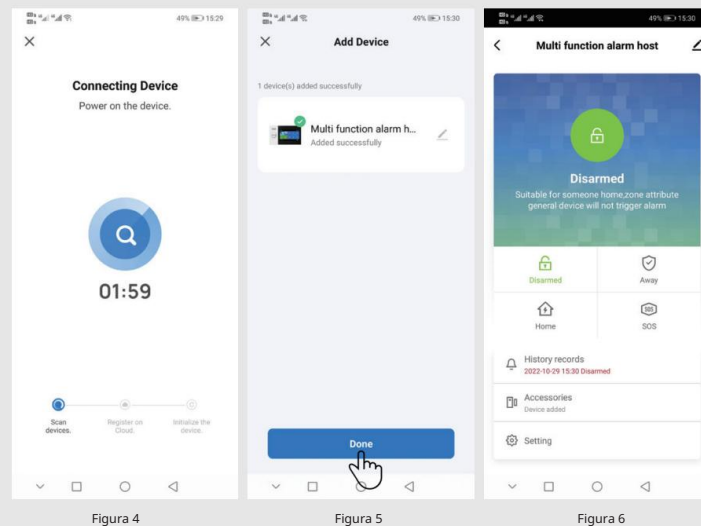 49% 15:29
Connecting Device
Power on the device.
01:59
Scan devices.
Register on Cloud.
Initialize the device.
Figura 4
49% 15:30
Add Device
1 device(s) added successfully
Multi function alarm h...
Added successfully
Done
Figura 5
49% 15:30
Multi function alarm host
Disarmed
Suitable for someone home,zone attribute
general device will not trigger alarm
Disarmed
Away
Home
SOS
SOS
History records
2022-10-29 15:30 Disarmed
Accessories
Device added
Setting
Figura 6